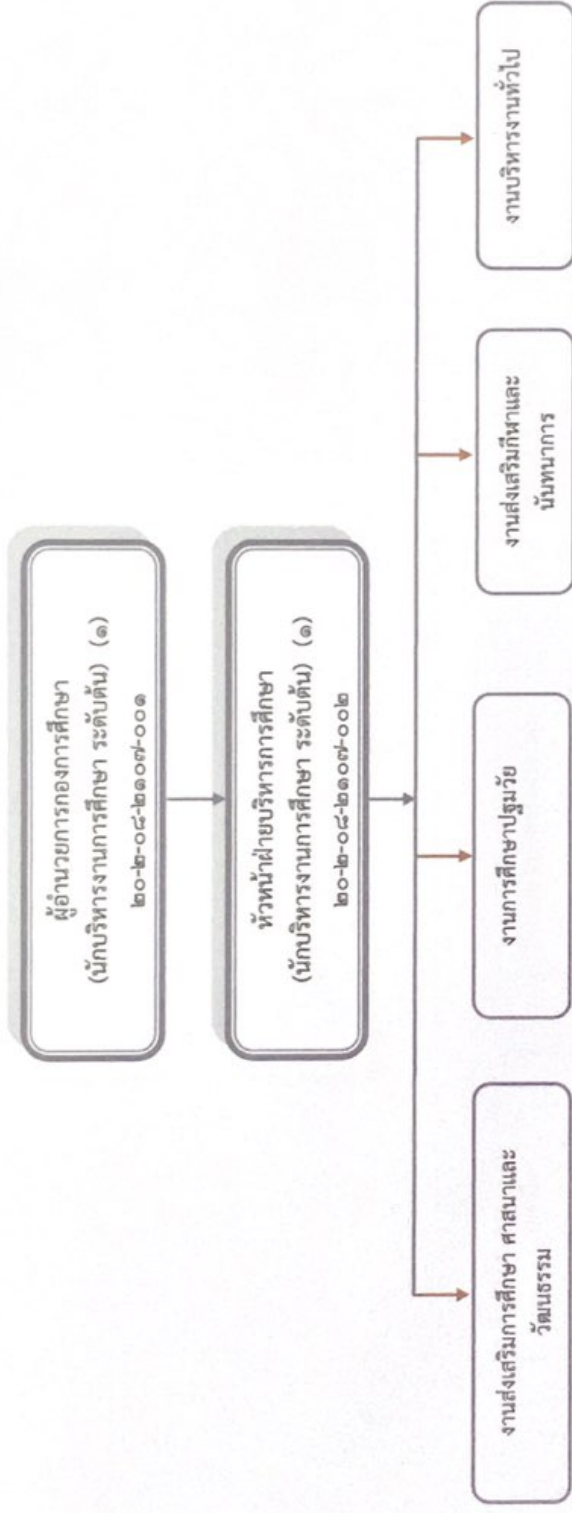 ผู้อำนวยการกองการศึกษา
(นักบริหารงานการศึกษา ระดับต้น) (๑)
๒๐-๒-๐๘-๒๑๐๗-๐๐๑
หัวหน้าฝ่ายบริหารการศึกษา
(นักบริหารงานการศึกษา ระดับต้น) (๑)
๒๐-๒-๐๘-๒๑๐๗-๐๐๒
งานส่งเสริมการศึกษา ศาสนาและ
วัฒนธรรม
งานการศึกษาปฐมวัย
งานส่งเสริมกีฬาและ
นันทนาการ
งานบริหารงานทั่วไป